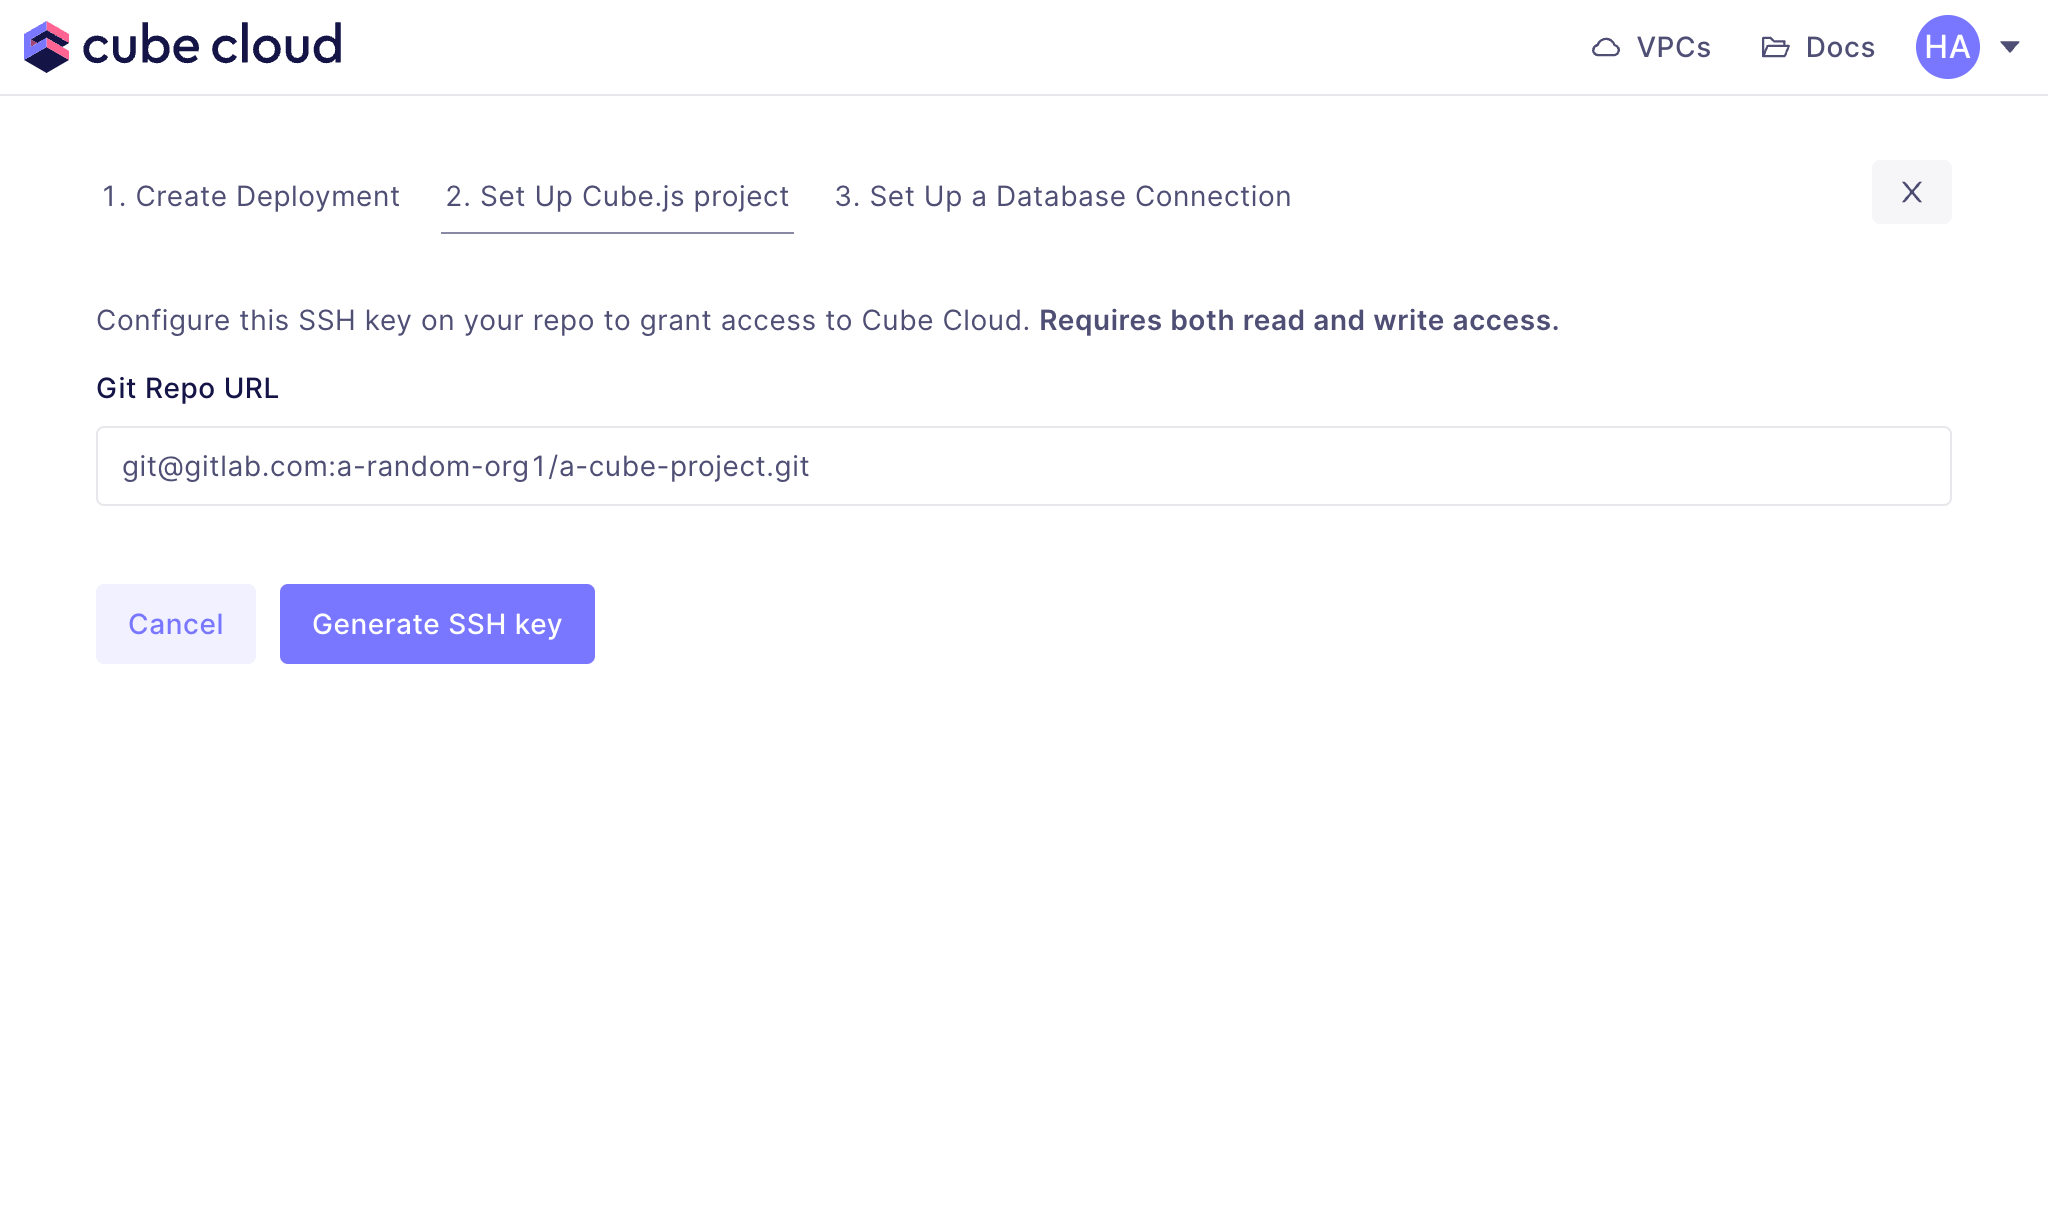 cube cloud
VPCs
Docs
HA
1. Create Deployment
2. Set Up Cube.js project
3. Set Up a Database Connection
X
Configure this SSH key on your repo to grant access to Cube Cloud. Requires both read and write access.
Git Repo URL
git@gitlab.com:a-random-org1/a-cube-project.git
Cancel
Generate SSH key